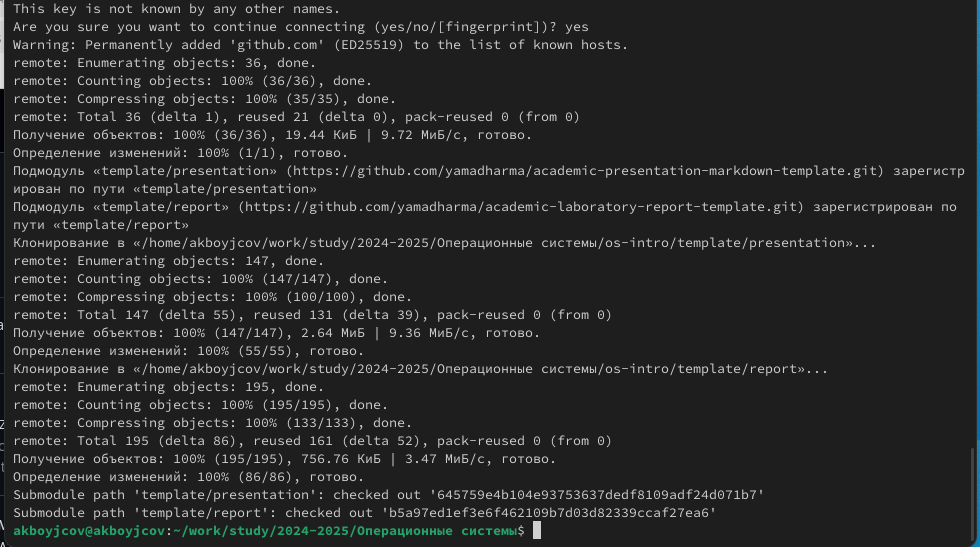 This key is not known by any other names.
Are you sure you want to continue connecting (yes/no/[fingerprint])? yes
Warning: Permanently added 'github.com' (ED25519) to the list of known hosts.
remote: Enumerating objects: 36, done.
remote: Counting objects: 100% (36/36), done.
remote: Compressing objects: 100% (35/35), done.
remote: Total 36 (delta 1), reused 21 (delta 0), pack-reused 0 (from 0)
Получение объектов: 100% (36/36), 19.44 КиБ | 9.72 МиБ/с, готово.
Определение изменений: 100% (1/1), готово.
Подмодуль «template/presentation» (https://github.com/yamadharma/academic-presentation-markdown-template.git) зарегистр
ирован по пути «template/presentation»
Подмодуль «template/report» (https://github.com/yamadharma/academic-laboratory-report-template.git) зарегистрирован по
пути «template/report»
Клонирование в «/home/akboyjcov/work/study/2024-2025/Операционные системы/os-intro/template/presentation»...
remote: Enumerating objects: 147, done.
remote: Counting objects: 100% (147/147), done.
remote: Compressing objects: 100% (100/100), done.
remote: Total 147 (delta 55), reused 131 (delta 39), pack-reused 0 (from 0)
Получение объектов: 100% (147/147), 2.64 МиБ | 9.36 МиБ/с, готово.
Определение изменений: 100% (55/55), готово.
Клонирование в «/home/akboyjcov/work/study/2024-2025/Операционные системы/os-intro/template/report»...
remote: Enumerating objects: 195, done.
remote: Counting objects: 100% (195/195), done.
remote: Compressing objects: 100% (133/133), done.
remote: Total 195 (delta 86), reused 161 (delta 52), pack-reused 0 (from 0)
Получение объектов: 100% (195/195), 756.76 КиБ | 3.47 МиБ/с, готово.
Определение изменений: 100% (86/86), готово.
Submodule path 'template/presentation': checked out '645759e4b104e93753637dedf8109adf24d071b7'
Submodule path 'template/report': checked out 'b5a97ed1ef3e6f462109b7d03d82339ccaf27ea6'
akboyjcov@akboyjcov:~/work/study/2024-2025/Операционные системы$